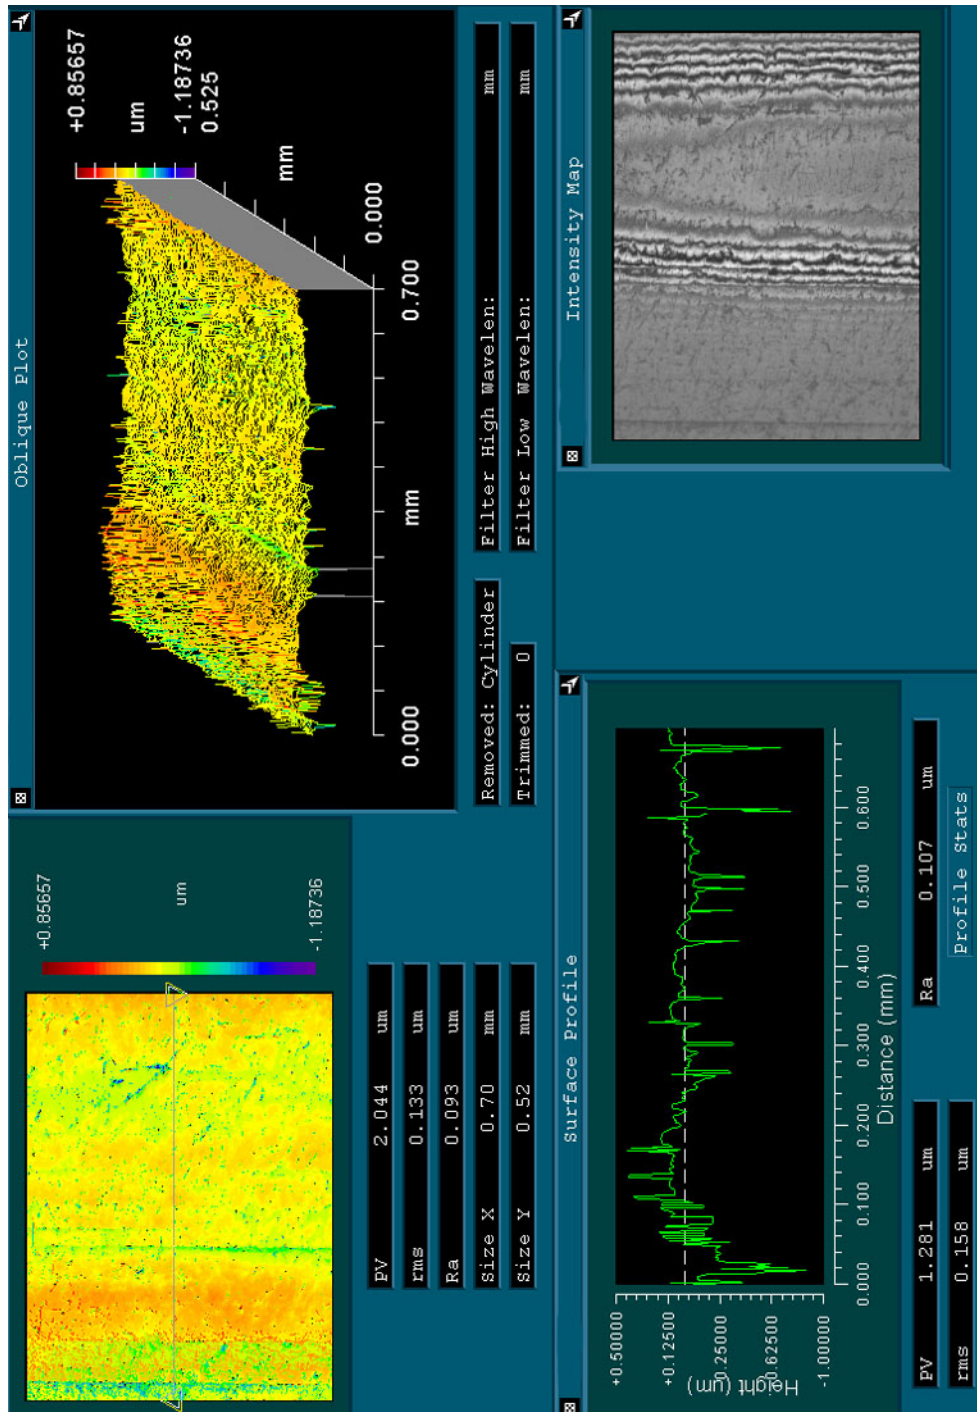 +0.85657
um
-1.18736
PV 2.044 um
rms 0.133 um
Ra 0.093 um
Size X 0.70 mm
Size Y 0.52 mm
Oblique Plot
+0.85657
um
-1.18736
0.525
mm
0.000
0.000
mm
0.700
Removed: Cylinder
Filter High Wavelen: mm
Trimmed: 0
Filter Low Wavelen: mm
Surface Profile
+0.50000
+0.12500
-0.25000
-0.62500
-1.00000
Height (µm)
0.000 0.100 0.200 0.300 0.400 0.500 0.600
Distance (mm)
PV 1.281 um
Ra 0.107 um
rms 0.158 um
Profile Stats
Intensity Map